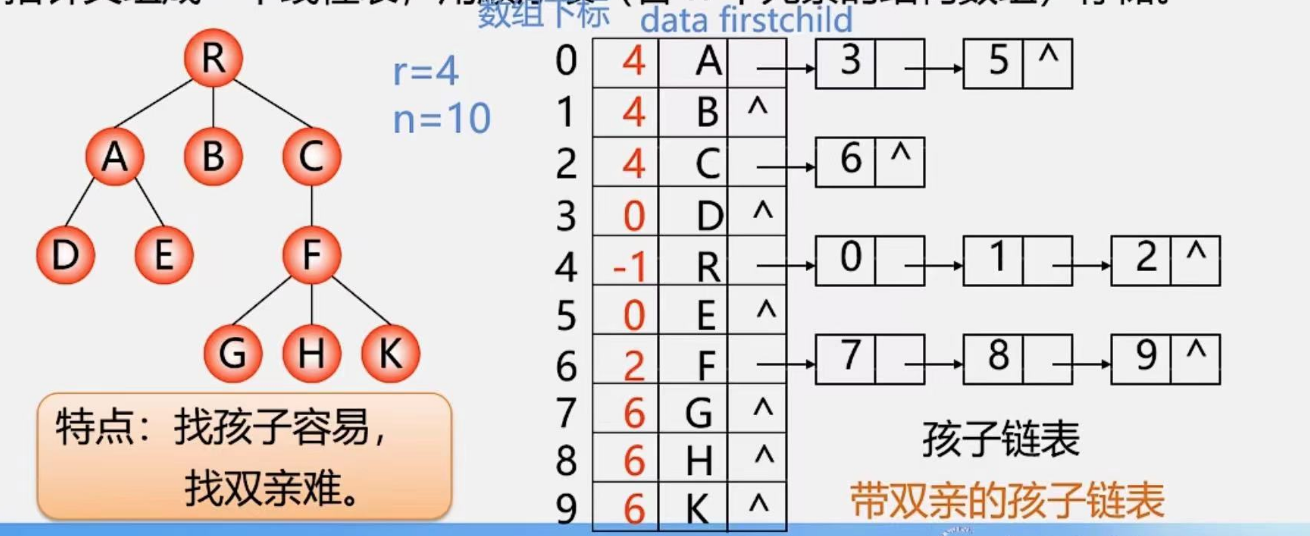 数组下标 data firstchild
R
r=4
n=10
A B C
D E F
G H K
特点：找孩子容易，
找双亲难。
0 4 A 3 5 ^
1 4 B ^
2 4 C 6 ^
3 0 D ^
4 -1 R 0 1 2 ^
5 0 E ^
6 2 F 7 8 9 ^
7 6 G ^
8 6 H ^
9 6 K ^
孩子链表
带双亲的孩子链表